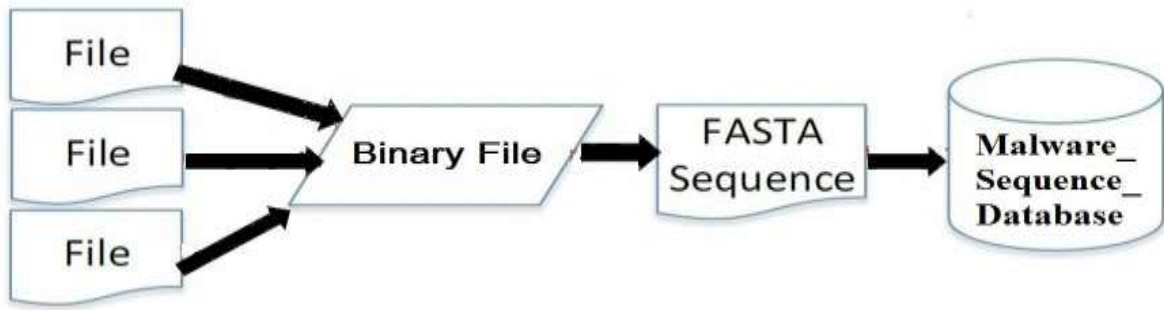 File
File
File
Binary File
FASTA
Sequence
Malware_
Sequence_
Database